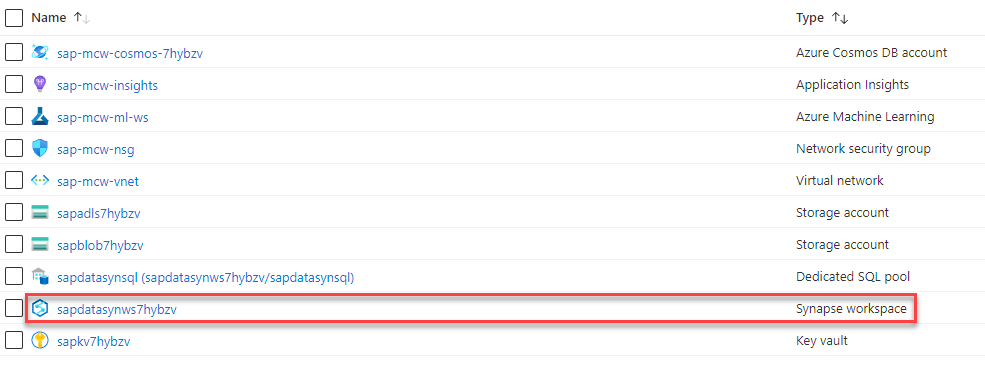 Name ↑↓ Type ↑↓
sap-mcw-cosmos-7hybzv Azure Cosmos DB account
sap-mcw-insights Application Insights
sap-mcw-ml-ws Azure Machine Learning
sap-mcw-nsg Network security group
sap-mcw-vnet Virtual network
sapadls7hybzv Storage account
sapblob7hybzv Storage account
sapdatasynsql (sapdatasynws7hybzv/sapdatasynsql) Dedicated SQL pool
sapdatasynws7hybzv Synapse workspace
sapkv7hybzv Key vault